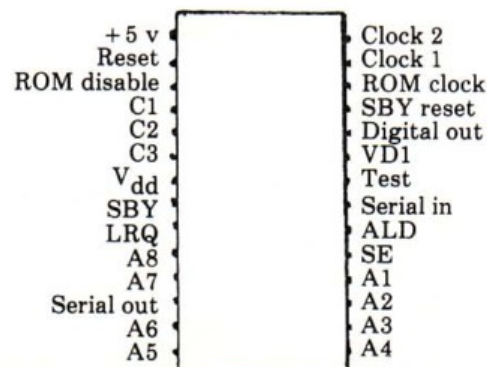 +5 v
Reset
ROM disable
C1
C2
C3
Vdd
SBY
LRQ
A8
A7
Serial out
A6
A5
Clock 2
Clock 1
ROM clock
SBY reset
Digital out
VD1
Test
Serial in
ALD
SE
A1
A2
A3
A4